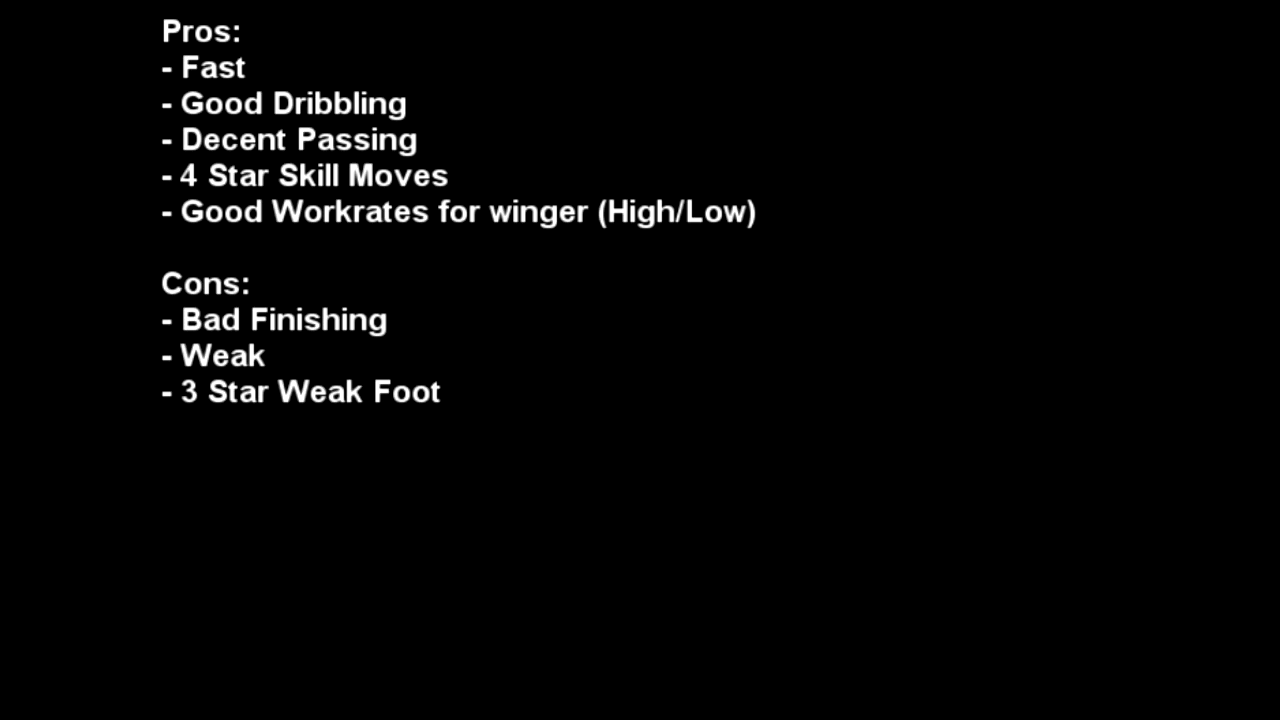 Pros:
- Fast
- Good Dribbling
- Decent Passing
- 4 Star Skill Moves
- Good Workrates for winger (High/Low)
Cons:
- Bad Finishing
- Weak
- 3 Star Weak Foot